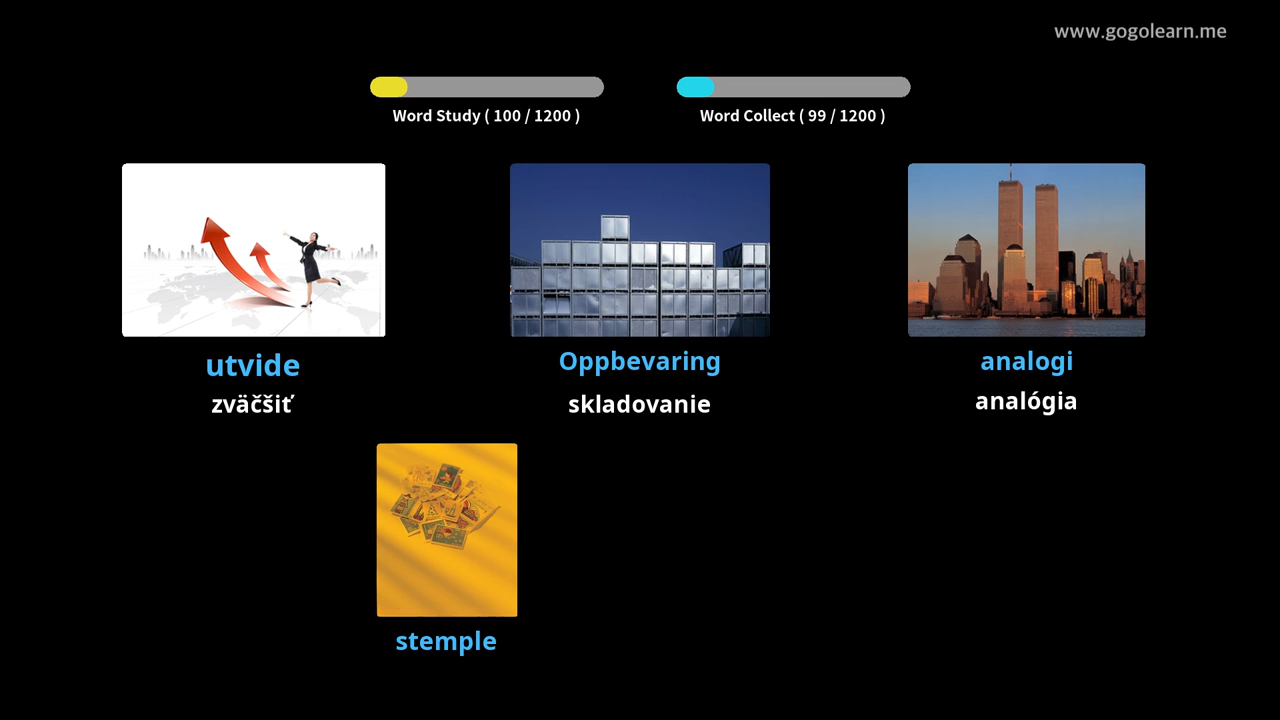 www.gogolearn.me
Word Study ( 100 / 1200 )
Word Collect ( 99 / 1200 )
utvide
zväčšiť
Oppbevaring
skladovanie
analogi
analógia
stemple